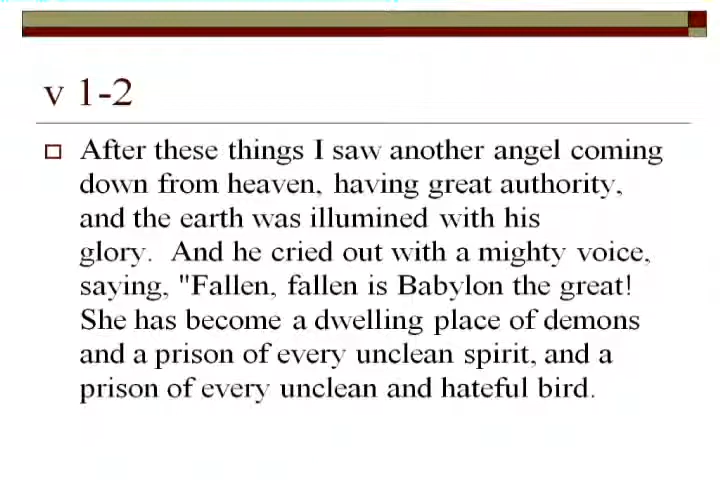 v 1-2
After these things I saw another angel coming
down from heaven, having great authority,
and the earth was illumined with his
glory.  And he cried out with a mighty voice,
saying, "Fallen, fallen is Babylon the great!
She has become a dwelling place of demons
and a prison of every unclean spirit, and a
prison of every unclean and hateful bird.